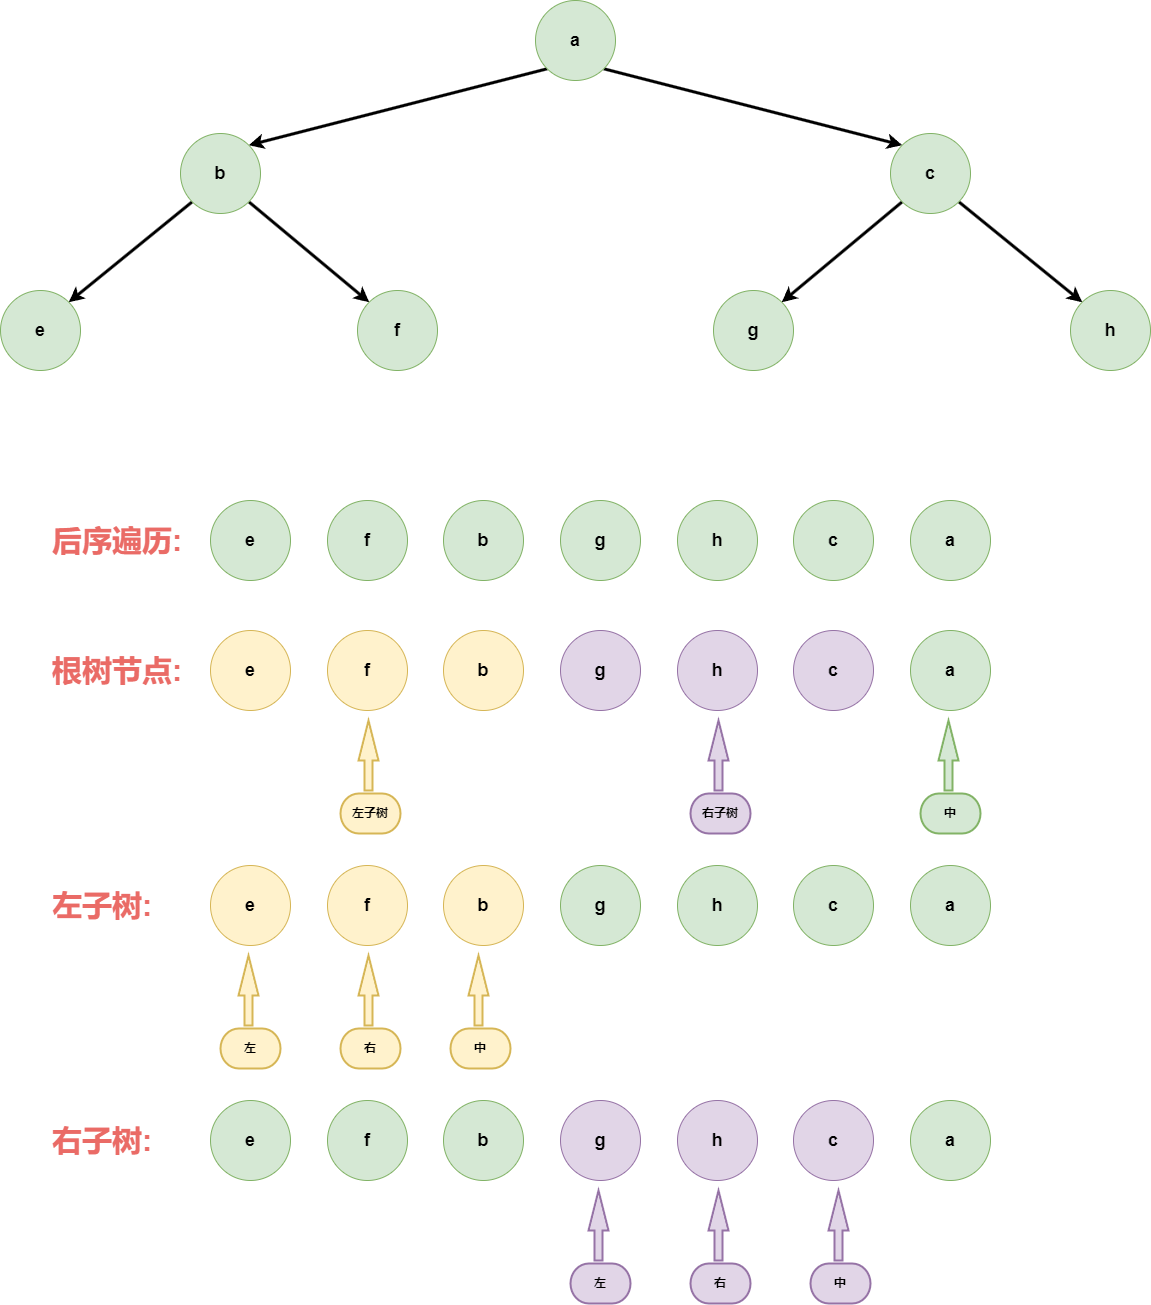 a
b c
e f g h
后序遍历: e f b g h c a
根树节点: e f b g h c a
左子树 右子树 中
左子树: e f b g h c a
左 右 中
右子树: e f b g h c a
左 右 中